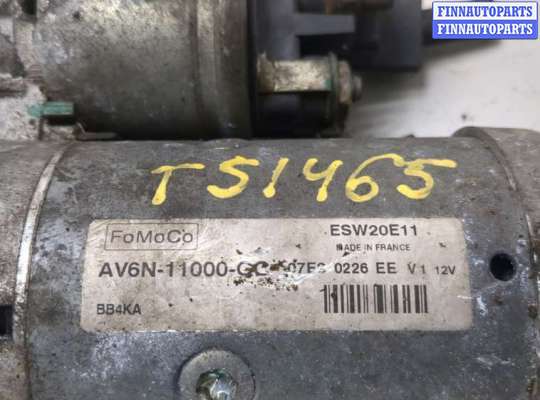 FINNAUTOPARTS
FINNAUTOPARTS
T51465
FoMoCo
ESW20E11
MADE IN FRANCE
AV6N-11000-GC 0226 EE V1 12V
BB4KA